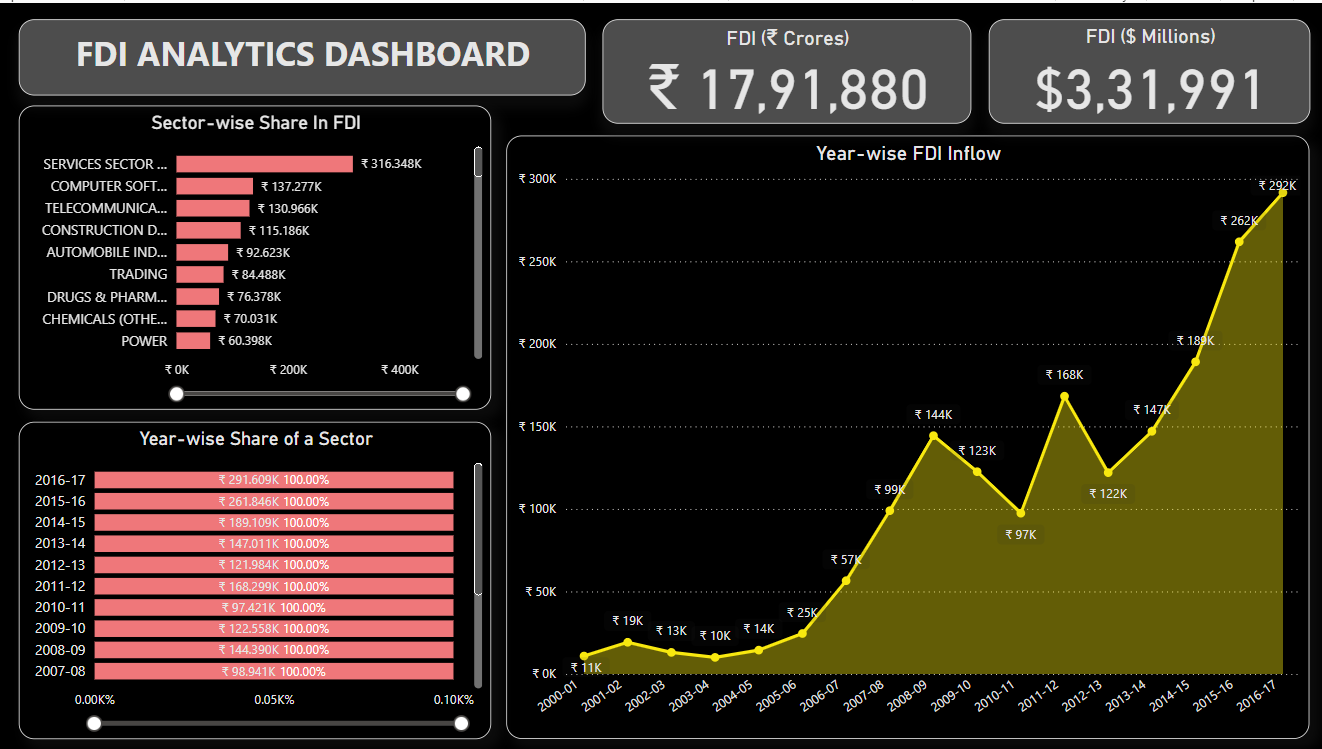 FDI ANALYTICS DASHBOARD
FDI (₹ Crores)
₹ 17,91,880
FDI ($ Millions)
$3,31,991
Sector-wise Share In FDI
SERVICES SECTOR ... ₹ 316.348K
COMPUTER SOFT... ₹ 137.277K
TELECOMMUNICA... ₹ 130.966K
CONSTRUCTION D... ₹ 115.186K
AUTOMOBILE IND... ₹ 92.623K
TRADING ₹ 84.488K
DRUGS & PHARM... ₹ 76.378K
CHEMICALS (OTHE... ₹ 70.031K
POWER ₹ 60.398K
₹ 0K ₹ 200K ₹ 400K
Year-wise Share of a Sector
2016-17 ₹ 291.609K 100.00%
2015-16 ₹ 261.846K 100.00%
2014-15 ₹ 189.109K 100.00%
2013-14 ₹ 147.011K 100.00%
2012-13 ₹ 121.984K 100.00%
2011-12 ₹ 168.299K 100.00%
2010-11 ₹ 97.421K 100.00%
2009-10 ₹ 122.558K 100.00%
2008-09 ₹ 144.390K 100.00%
2007-08 ₹ 98.941K 100.00%
0.00K% 0.05K% 0.10K%
Year-wise FDI Inflow
₹ 300K
₹ 250K
₹ 200K
₹ 150K
₹ 100K
₹ 50K
₹ 0K
₹ 11K
₹ 19K
₹ 13K
₹ 10K
₹ 14K
₹ 25K
₹ 57K
₹ 99K
₹ 144K
₹ 123K
₹ 97K
₹ 168K
₹ 122K
₹ 147K
₹ 189K
₹ 262K
₹ 292K
2000-01 2001-02 2002-03 2003-04 2004-05 2005-06 2006-07 2007-08 2008-09 2009-10 2010-11 2011-12 2012-13 2013-14 2014-15 2015-16 2016-17